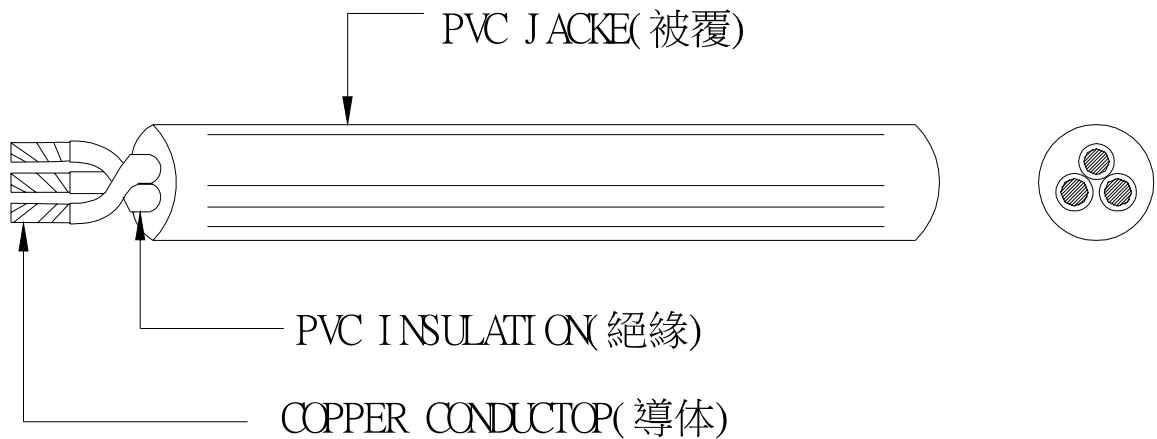 PVC JACKE(被覆)
PVC INSULATION(絕緣)
COPPER CONDUCTOP(導体)